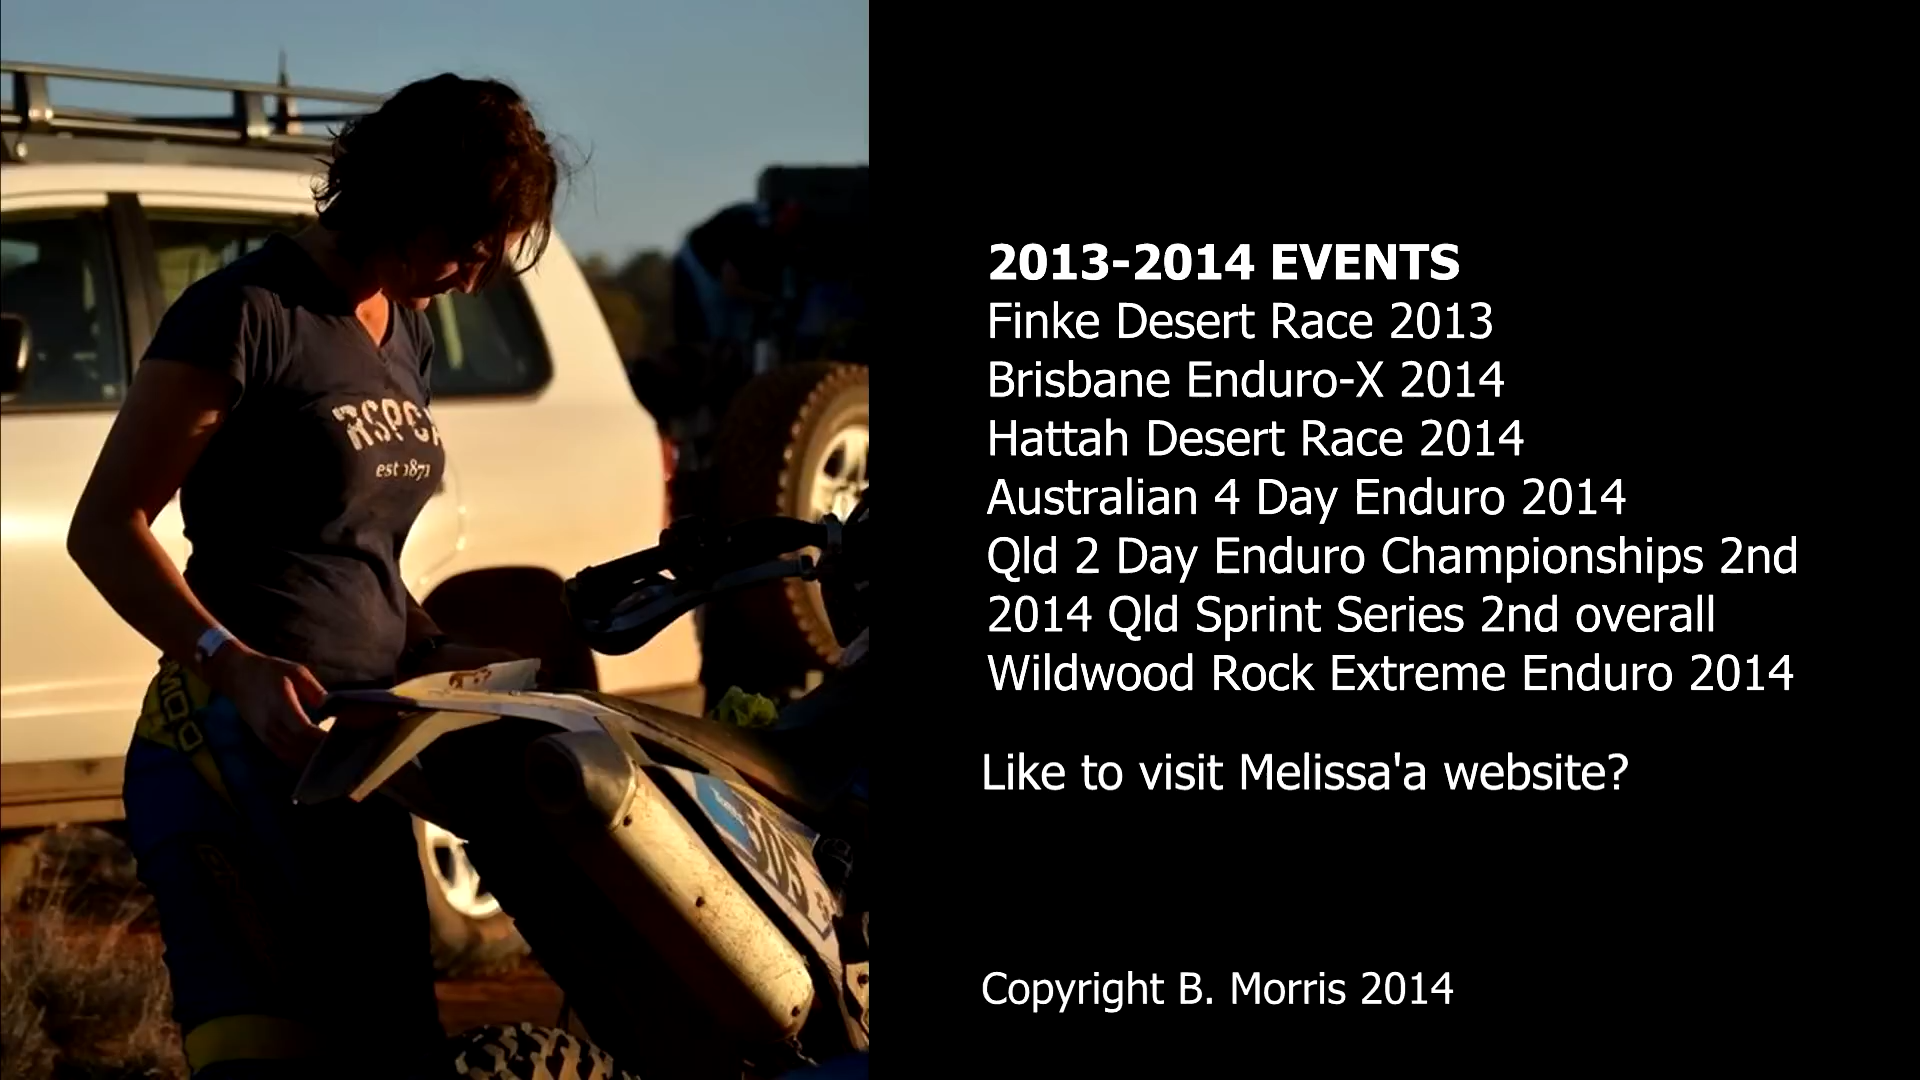 RSPCA
est 1871
2013-2014 EVENTS
Finke Desert Race 2013
Brisbane Enduro-X 2014
Hattah Desert Race 2014
Australian 4 Day Enduro 2014
Qld 2 Day Enduro Championships 2nd
2014 Qld Sprint Series 2nd overall
Wildwood Rock Extreme Enduro 2014
Like to visit Melissa'a website?
Copyright B. Morris 2014